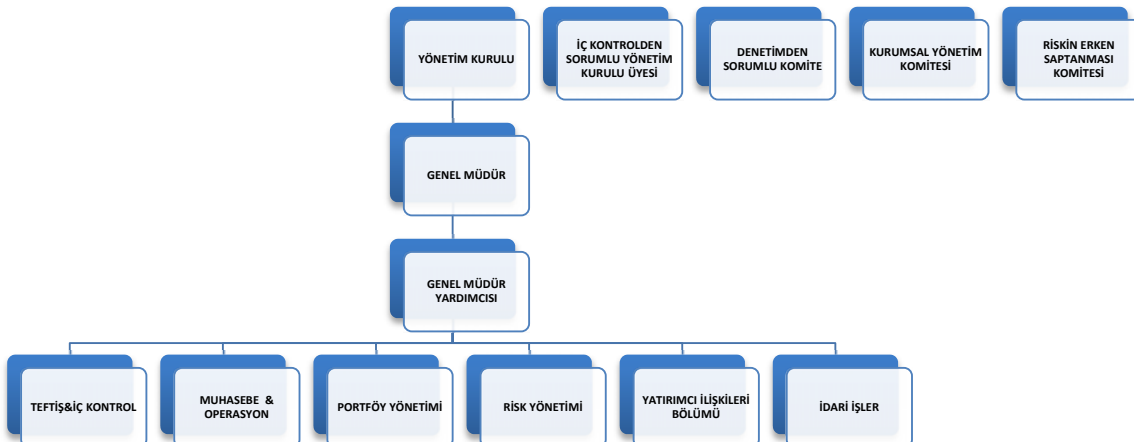 YÖNETİM KURULU
İÇ KONTROLDEN
SORUMLU YÖNETİM
KURULU ÜYESİ
DENETİMDEN
SORUMLU KOMİTE
KURUMSAL YÖNETİM
KOMİTESİ
RİSKİN ERKEN
SAPTANMASI
KOMİTESİ
GENEL MÜDÜR
GENEL MÜDÜR
YARDIMCISI
TEFTİŞ&İÇ KONTROL
MUHASEBE &
OPERASYON
PORTFÖY YÖNETİMİ
RİSK YÖNETİMİ
YATIRIMCI İLİŞKİLERİ
BÖLÜMÜ
İDARİ İŞLER